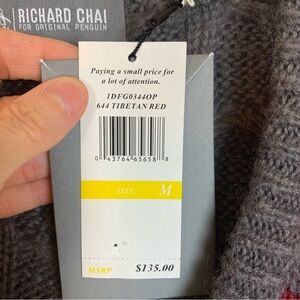 RICHARD CHAI
FOR ORIGINAL PENGUIN
Paying a small price for
a lot of attention.
1DFG0344OP
644 TIBETAN RED
0 43764 65658 8
SIZE: M
MSRP $135.00